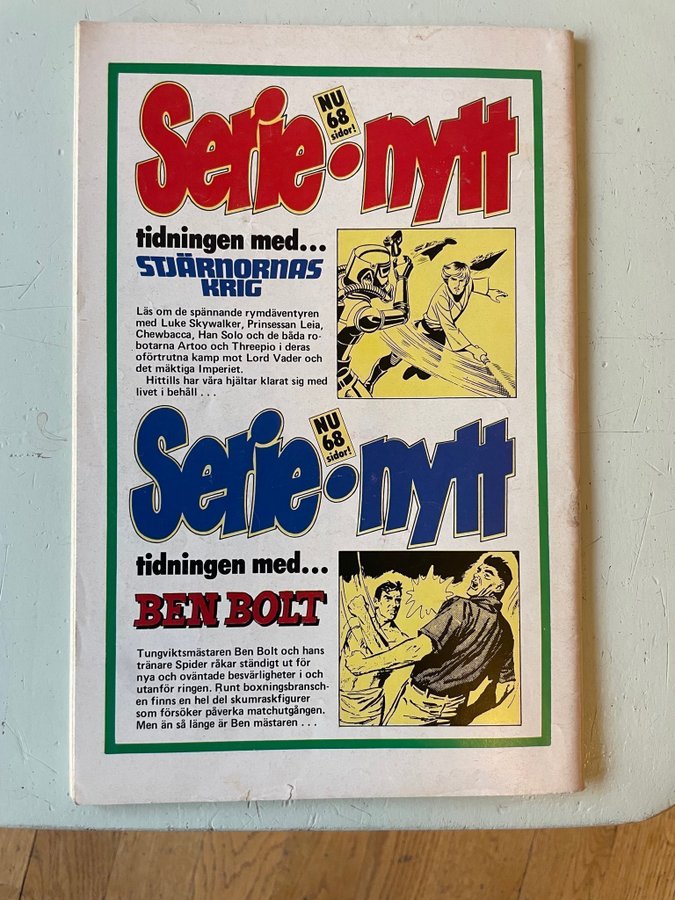 Serie-nytt
NU
68
sidor!
tidningen med...
STJÄRNORNAS
KRIG
Läs om de spännande rymdäventyren
med Luke Skywalker, Prinsessan Leia,
Chewbacca, Han Solo och de båda ro-
botarna Artoo och Threepio i deras
oförtrutna kamp mot Lord Vader och
det mäktiga Imperiet.
Hittills har våra hjältar klarat sig med
livet i behåll . . .
Serie-nytt
NU
68
sidor!
tidningen med...
BEN BOLT
Tungviktsmästaren Ben Bolt och hans
tränare Spider råkar ständigt ut för
nya och oväntade besvärligheter i och
utanför ringen. Runt boxningsbransch-
en finns en hel del skumraskfigurer
som försöker påverka matchutgången.
Men än så länge är Ben mästaren . . .